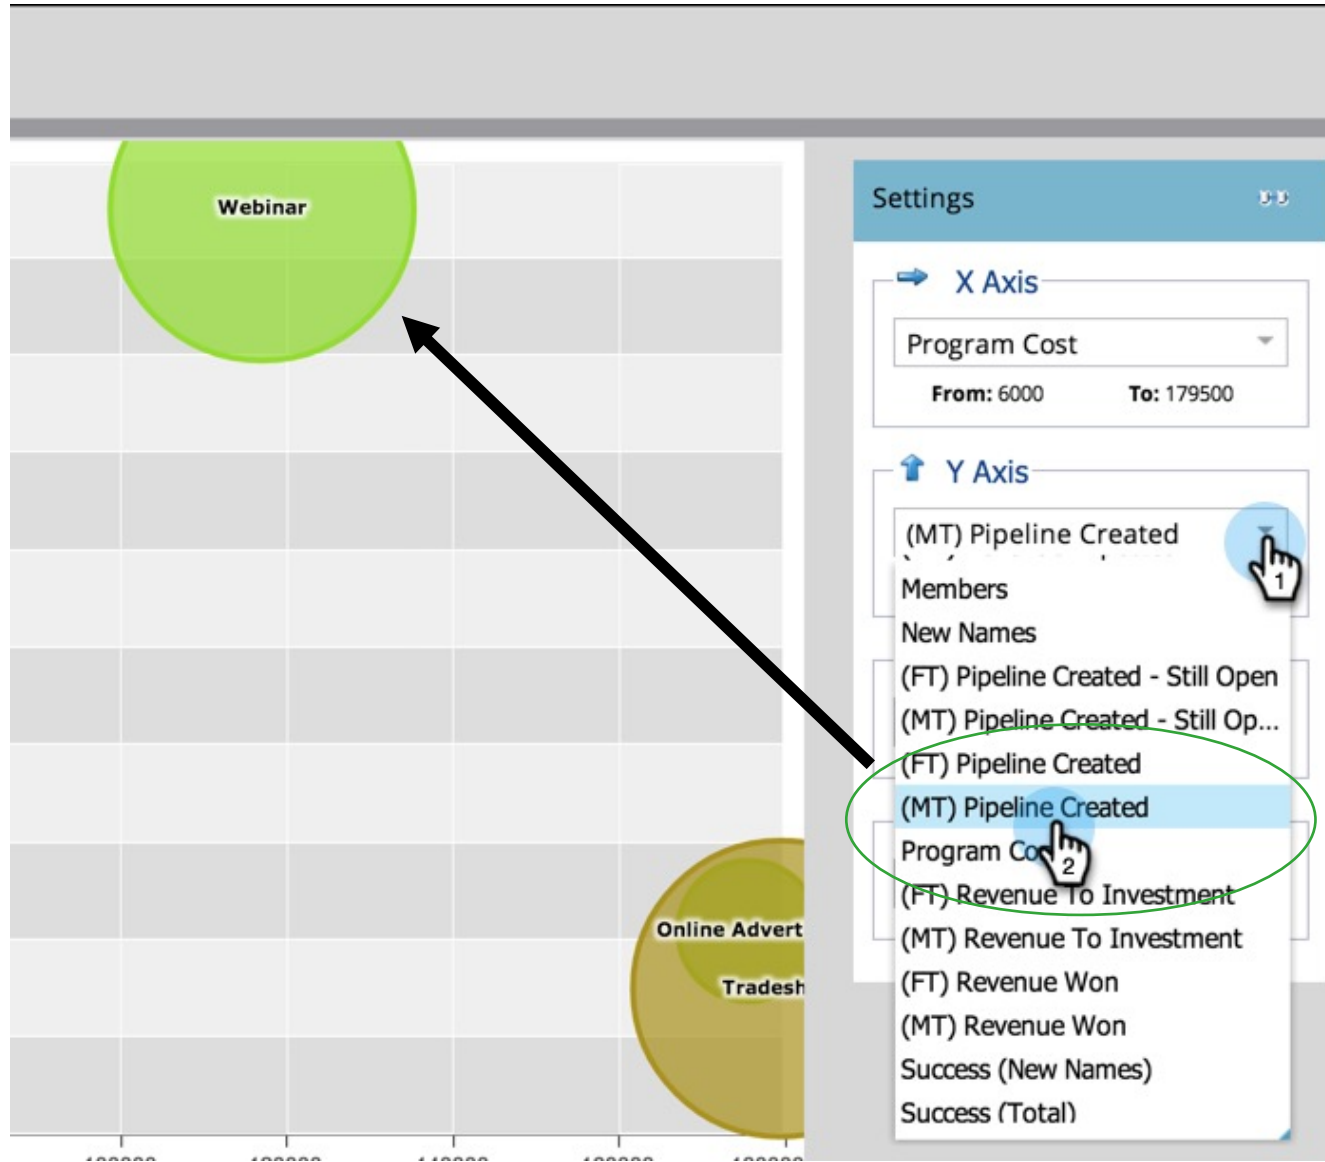 Webinar
Online Advert
Tradesh
Settings
X Axis
Program Cost
From: 6000 To: 179500
Y Axis
(MT) Pipeline Created
1
Members
New Names
(FT) Pipeline Created - Still Open
(MT) Pipeline Created - Still Op...
(FT) Pipeline Created
(MT) Pipeline Created
Program Co
2
(FT) Revenue To Investment
(MT) Revenue To Investment
(FT) Revenue Won
(MT) Revenue Won
Success (New Names)
Success (Total)